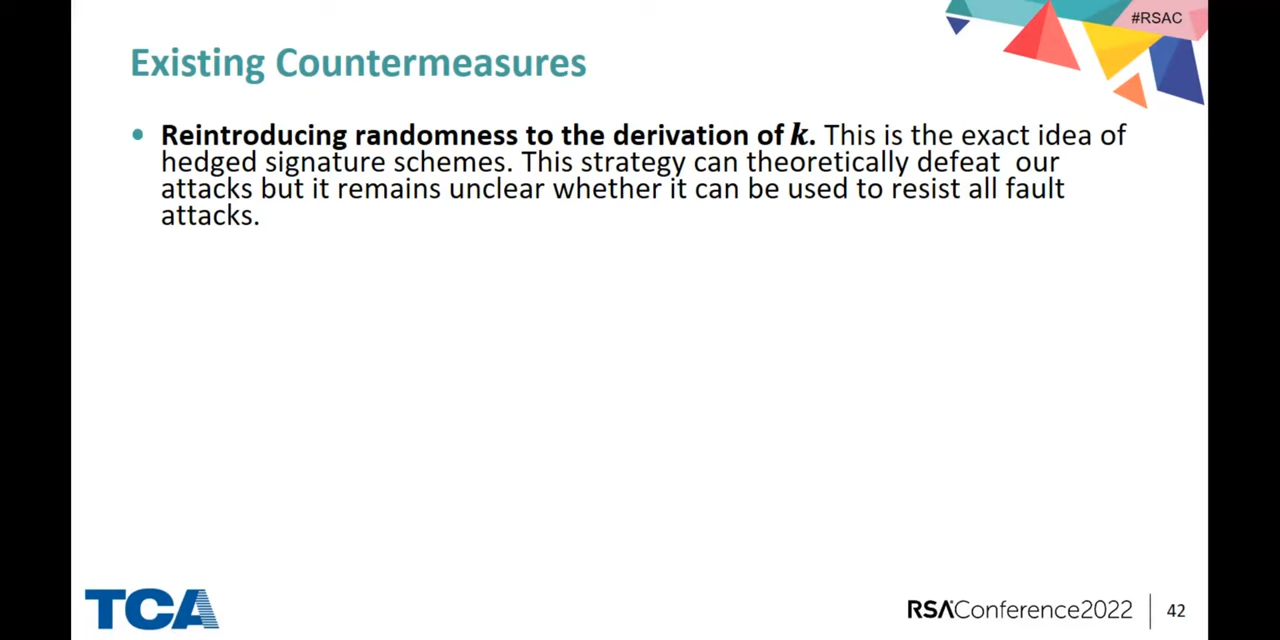 #RSAC
Existing Countermeasures
• Reintroducing randomness to the derivation of k. This is the exact idea of
hedged signature schemes. This strategy can theoretically defeat our
attacks but it remains unclear whether it can be used to resist all fault
attacks.
TCA
RSAConference2022
42